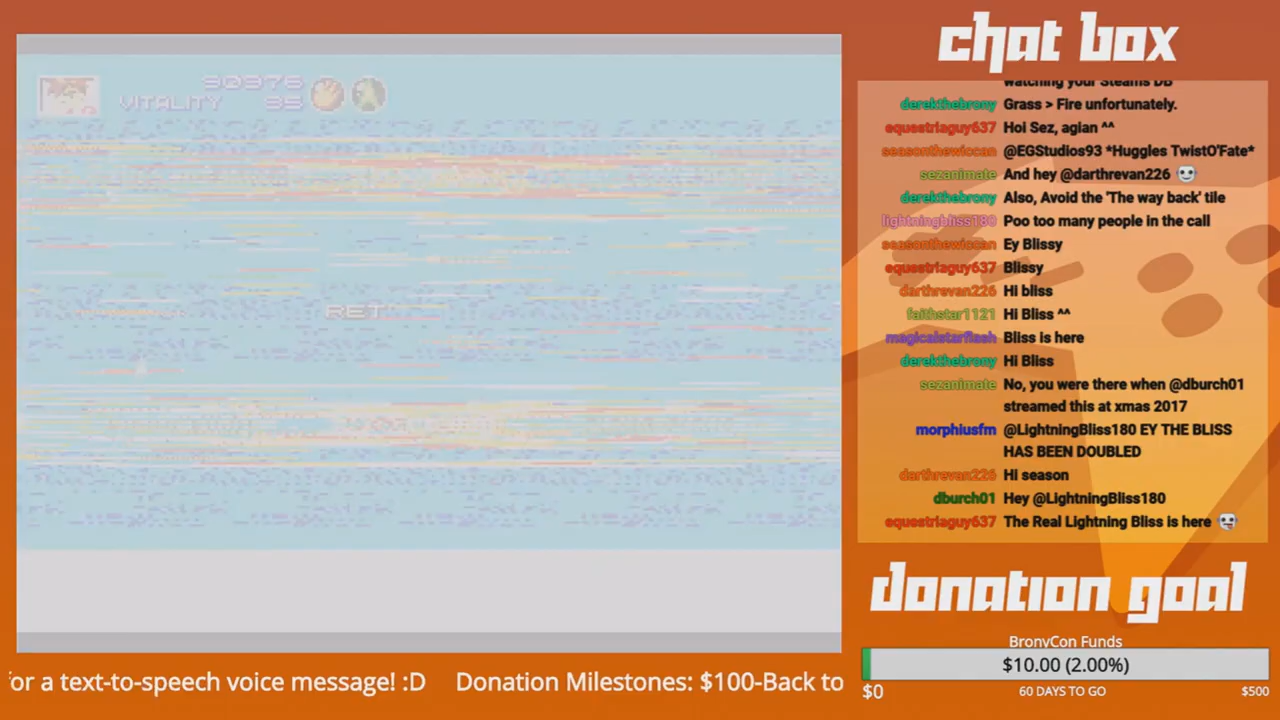 chat box
30375
VITALITY 35
RET
watching your Steams DB
derekthebrony Grass > Fire unfortunately.
equestriaguy637 Hoi Sez, agian ^^
seasonthewiccan @EGStudios93 *Huggles TwistO'Fate*
sezanimate And hey @darthrevan226
derekthebrony Also, Avoid the 'The way back' tile
lightningbliss180 Poo too many people in the call
seasonthewiccan Ey Blissy
equestriaguy637 Blissy
darthrevan226 Hi bliss
faithstar1121 Hi Bliss ^^
magicalstarflash Bliss is here
derekthebrony Hi Bliss
sezanimate No, you were there when @dburch01
streamed this at xmas 2017
morphiusfm @LightningBliss180 EY THE BLISS
HAS BEEN DOUBLED
darthrevan226 Hi season
dburch01 Hey @LightningBliss180
equestriaguy637 The Real Lightning Bliss is here
donation goal
BronyCon Funds
$10.00 (2.00%)
$0 60 DAYS TO GO $500
for a text-to-speech voice message! :D Donation Milestones: $100-Back to